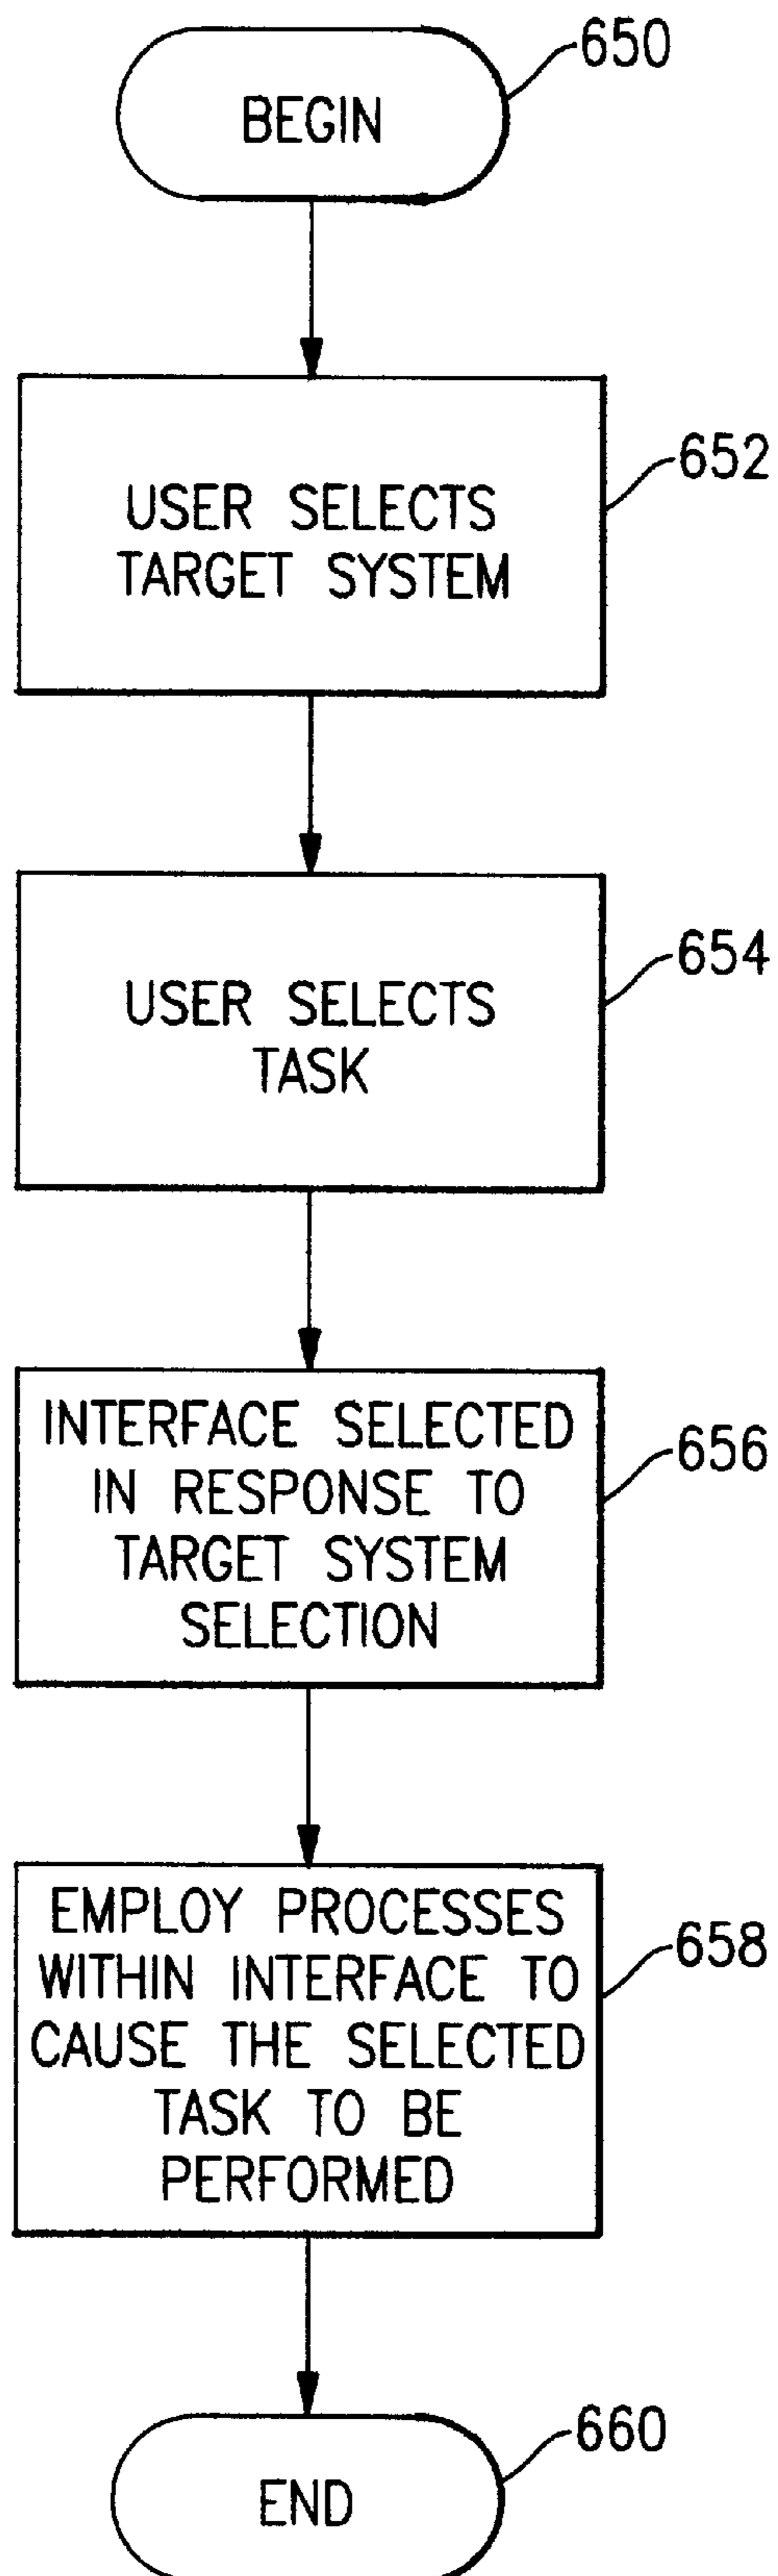 650
BEGIN
652
USER SELECTS
TARGET SYSTEM
654
USER SELECTS
TASK
656
INTERFACE SELECTED
IN RESPONSE TO
TARGET SYSTEM
SELECTION
658
EMPLOY PROCESSES
WITHIN INTERFACE TO
CAUSE THE SELECTED
TASK TO BE
PERFORMED
660
END